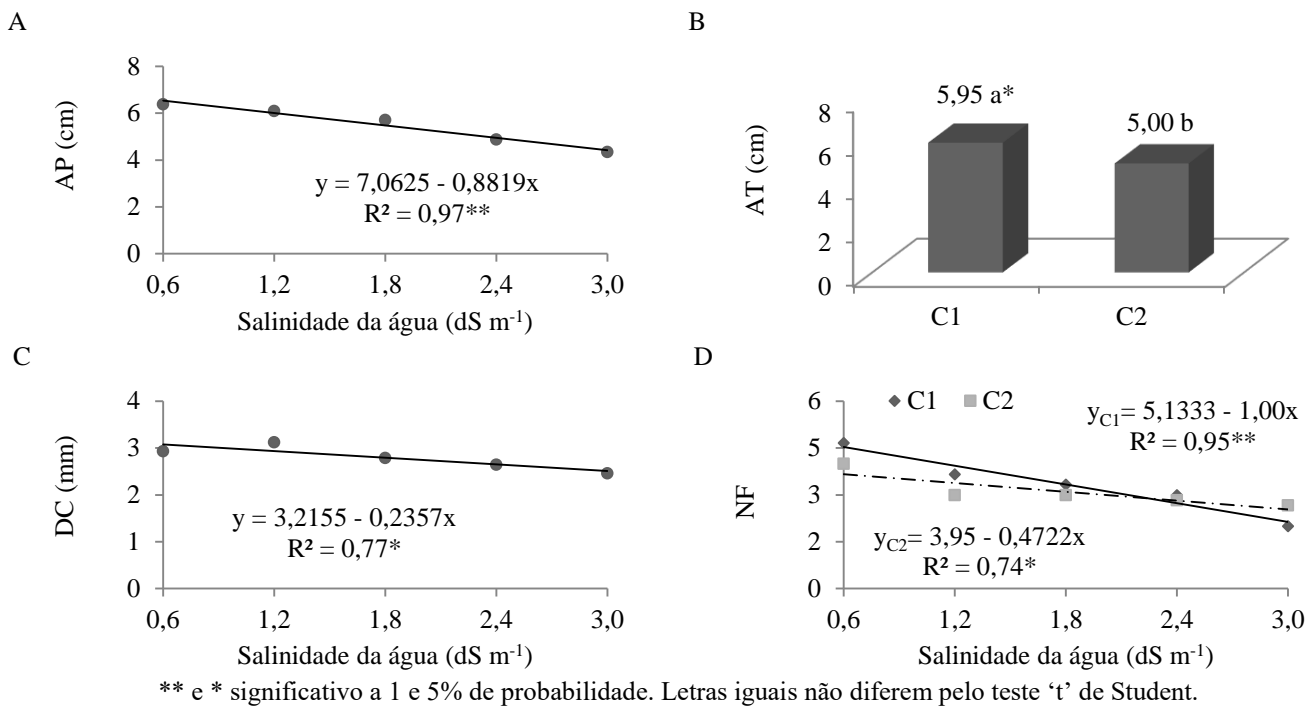 A
AP (cm)
8
6
4
2
0
y = 7,0625 - 0,8819x
R² = 0,97**
0,6 1,2 1,8 2,4 3,0
Salinidade da água (dS m⁻¹)
B
AT (cm)
8
6
4
2
0
5,95 a*
5,00 b
C1 C2
C
DC (mm)
4
3
2
1
0
y = 3,2155 - 0,2357x
R² = 0,77*
0,6 1,2 1,8 2,4 3,0
Salinidade da água (dS m⁻¹)
D
NF
6
5
3
2
0
C1 C2
yC1= 5,1333 - 1,00x
R² = 0,95**
yC2= 3,95 - 0,4722x
R² = 0,74*
0,6 1,2 1,8 2,4 3,0
Salinidade da água (dS m⁻¹)
** e * significativo a 1 e 5% de probabilidade. Letras iguais não diferem pelo teste ‘t’ de Student.